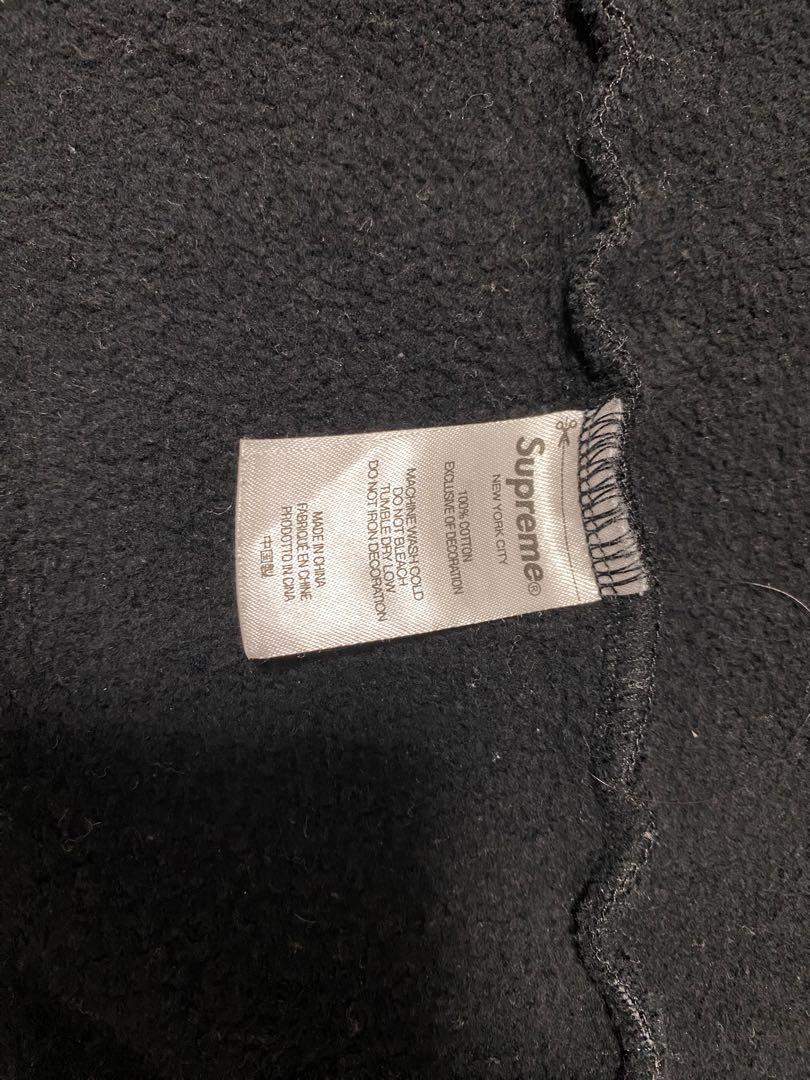 Supreme®
NEW YORK CITY
100% COTTON
EXCLUSIVE OF DECORATION
MACHINE WASH COLD
DO NOT BLEACH
TUMBLE DRY LOW
DO NOT IRON DECORATION
MADE IN CHINA
FABRIQUÉ EN CHINE
PRODOTTO IN CINA
中国製